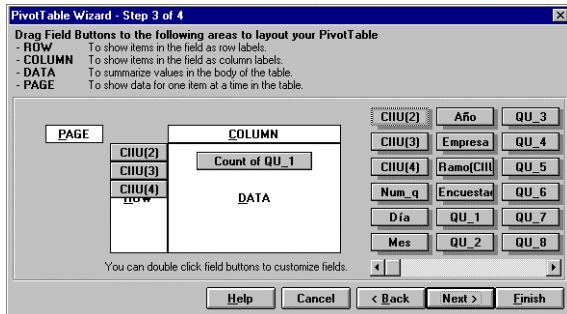 PivotTable Wizard - Step 3 of 4
Drag Field Buttons to the following areas to layout your PivotTable
- ROW To show items in the field as row labels.
- COLUMN To show items in the field as column labels.
- DATA To summarize values in the body of the table.
- PAGE To show data for one item at a time in the table.
PAGE
COLUMN
CIIU(2)
CIIU(3)
CIIU(4)
ROW
Count of QU_1
DATA
You can double click field buttons to customize fields.
CIIU(2) Año QU_3
CIIU(3) Empresa QU_4
CIIU(4) Ramo(CIIU QU_5
Num_q Encuesta QU_6
Día QU_1 QU_7
Mes QU_2 QU_8
Help Cancel < Back Next > Finish